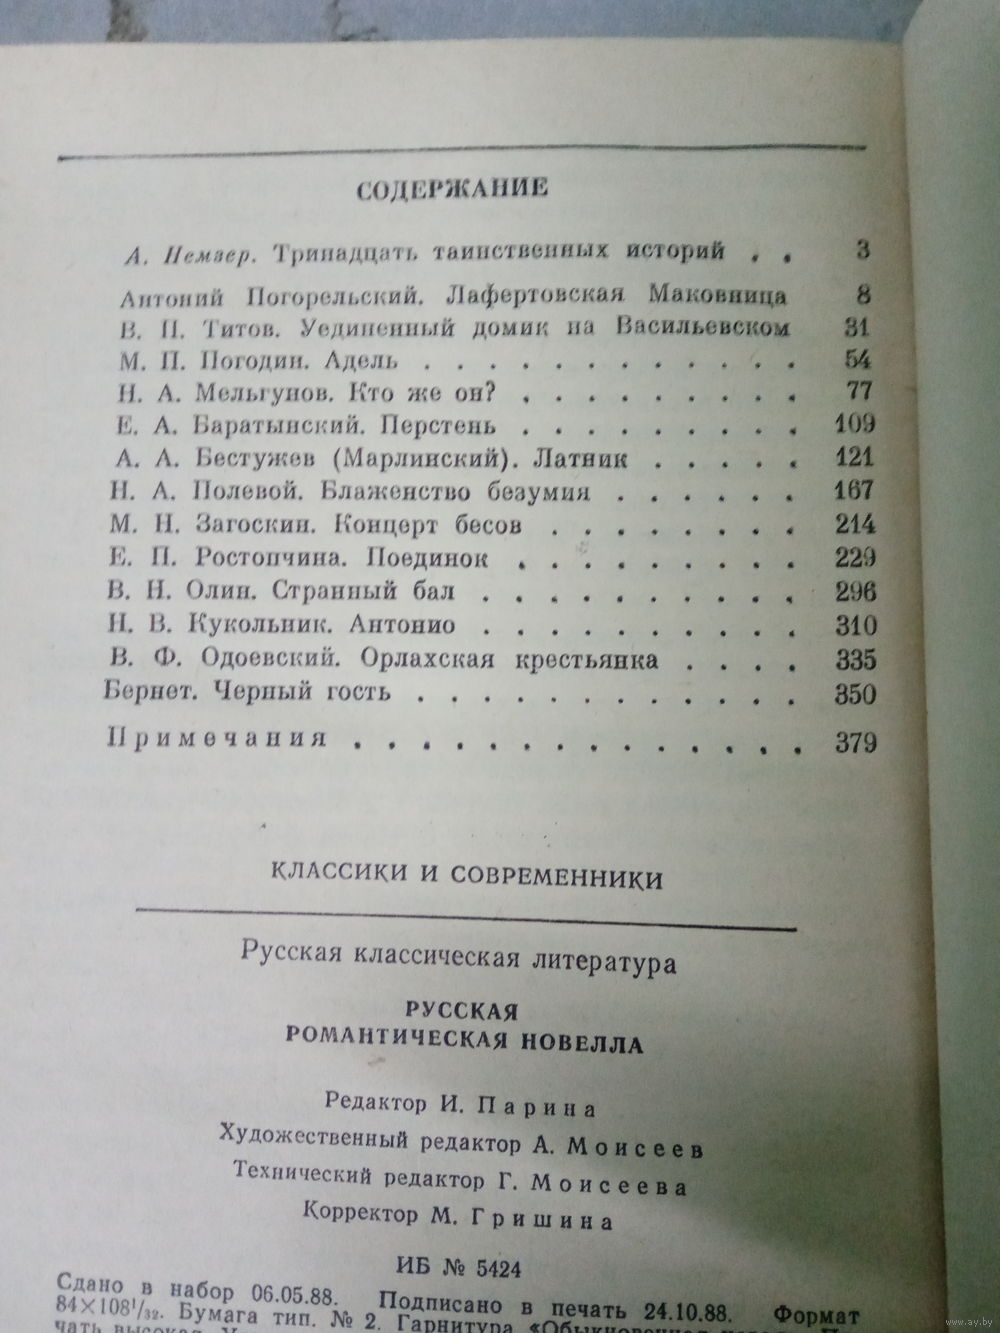 СОДЕРЖАНИЕ
А. Немзер. Тринадцать таинственных историй . . 3
Антоний Погорельский. Лафертовская Маковница 8
В. П. Титов. Уединенный домик на Васильевском 31
М. П. Погодин. Адель . . . . . . . . . . . . 54
Н. А. Мельгунов. Кто же он? . . . . . . . . . 77
Е. А. Баратынский. Перстень . . . . . . . . . 109
А. А. Бестужев (Марлинский). Латник . . . . . 121
Н. А. Полевой. Блаженство безумия . . . . . . 167
М. Н. Загоскин. Концерт бесов . . . . . . . . 214
Е. П. Ростопчина. Поединок . . . . . . . . . 229
В. Н. Олин. Странный бал . . . . . . . . . . 296
Н. В. Кукольник. Антонио . . . . . . . . . . 310
В. Ф. Одоевский. Орлахская крестьянка . . . . 335
Бернет. Черный гость . . . . . . . . . . . . 350
Примечания . . . . . . . . . . . . . . 379
КЛАССИКИ И СОВРЕМЕННИКИ
Русская классическая литература
РУССКАЯ
РОМАНТИЧЕСКАЯ НОВЕЛЛА
Редактор И. Парина
Художественный редактор А. Моисеев
Технический редактор Г. Моисеева
Корректор М. Гришина
ИБ № 5424
Сдано в набор 06.05.88. Подписано в печать 24.10.88. Формат
84×108¹/₃₂. Бумага тип. № 2. Гарнитура «Обыкновенная
www.ay.by